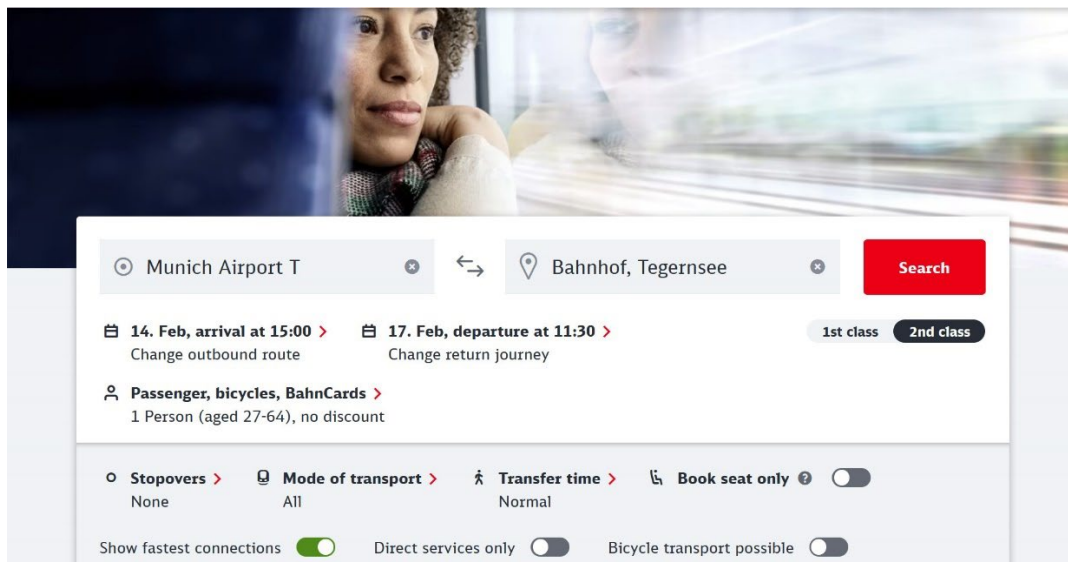 Munich Airport T
Bahnhof, Tegernsee
Search
14. Feb, arrival at 15:00
Change outbound route
17. Feb, departure at 11:30
Change return journey
1st class
2nd class
Passenger, bicycles, BahnCards
1 Person (aged 27-64), no discount
Stopovers
None
Mode of transport
All
Transfer time
Normal
Book seat only ?
Show fastest connections
Direct services only
Bicycle transport possible